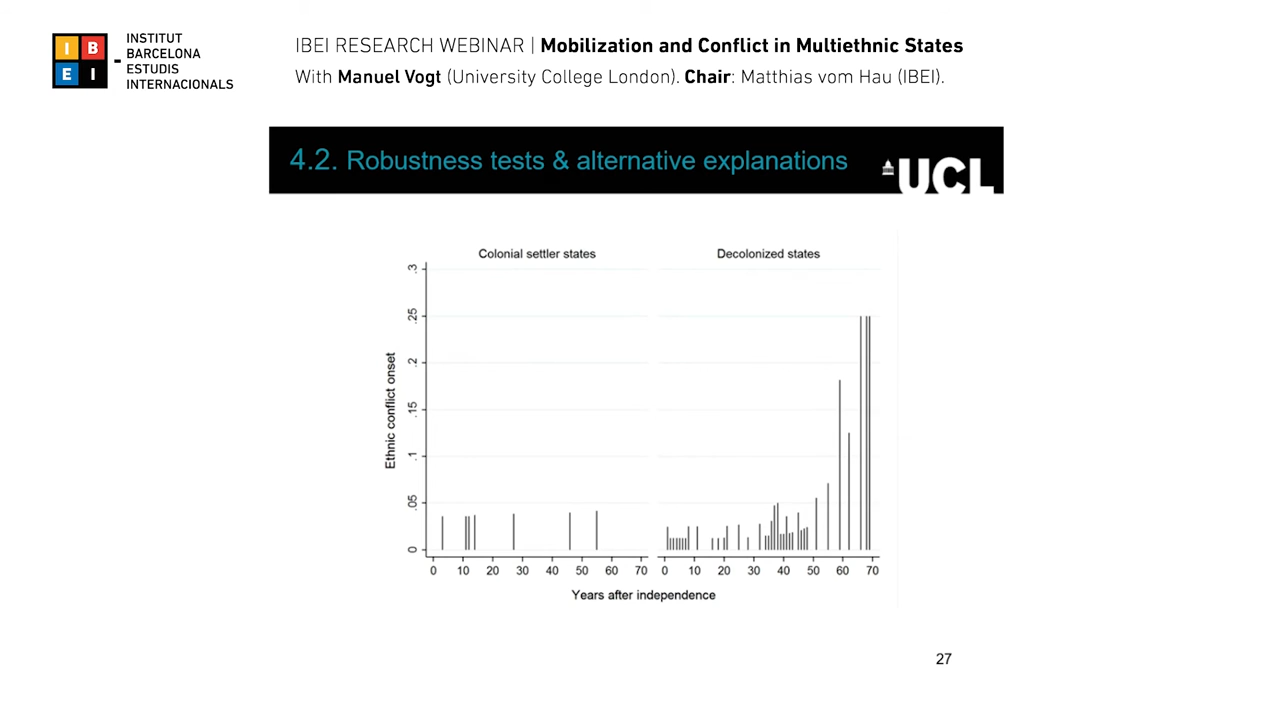 I B E I
INSTITUT
BARCELONA
ESTUDIS
INTERNACIONALS
IBEI RESEARCH WEBINAR | Mobilization and Conflict in Multiethnic States
With Manuel Vogt (University College London). Chair: Matthias vom Hau (IBEI).
4.2. Robustness tests & alternative explanations
UCL
Colonial settler states
Decolonized states
Ethnic conflict onset
.3
.25
.2
.15
.1
.05
0
0 10 20 30 40 50 60 70
0 10 20 30 40 50 60 70
Years after independence
27